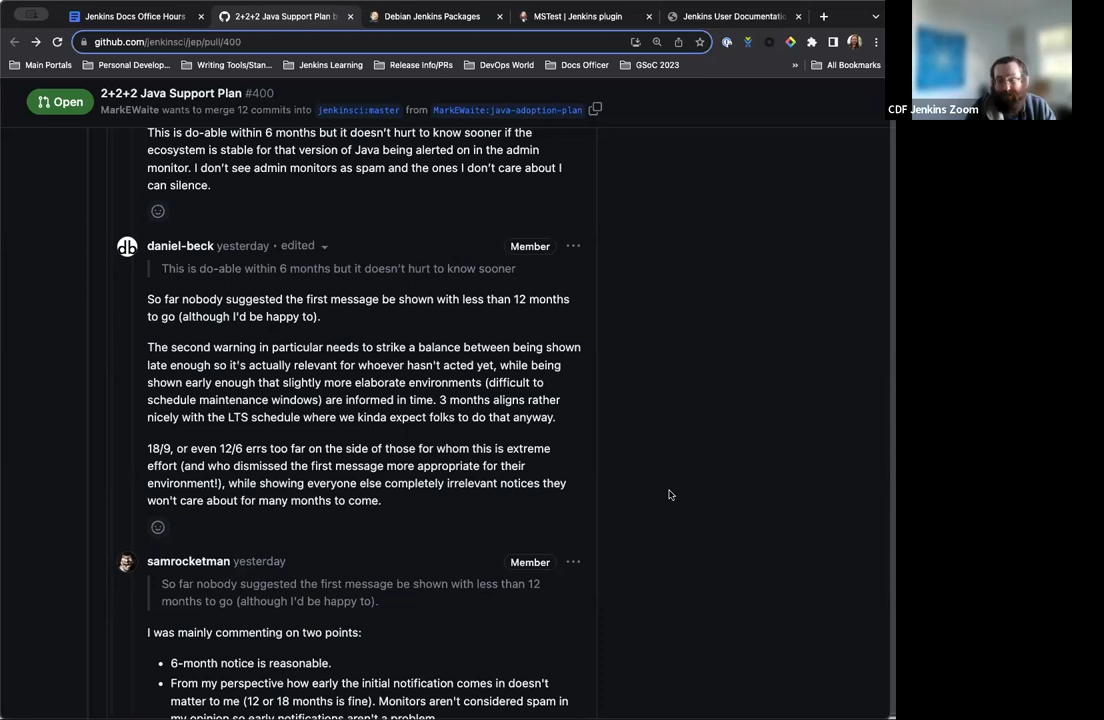 Jenkins Docs Office Hours
2+2+2 Java Support Plan b
Debian Jenkins Packages
MSTest | Jenkins plugin
Jenkins User Documentatio
github.com/jenkinsci/jep/pull/400
Main Portals
Personal Develop...
Writing Tools/Stan...
Jenkins Learning
Release Info/PRs
DevOps World
Docs Officer
GSoC 2023
»
All Bookmarks
CDF Jenkins Zoom
Open
2+2+2 Java Support Plan #400
MarkEWaite wants to merge 12 commits into jenkinsci:master from MarkEWaite:java-adoption-plan
This is do-able within 6 months but it doesn't hurt to know sooner if the
ecosystem is stable for that version of Java being alerted on in the admin
monitor. I don't see admin monitors as spam and the ones I don't care about I
can silence.
db
daniel-beck yesterday · edited
Member
This is do-able within 6 months but it doesn't hurt to know sooner
So far nobody suggested the first message be shown with less than 12 months
to go (although I'd be happy to).
The second warning in particular needs to strike a balance between being shown
late enough so it's actually relevant for whoever hasn't acted yet, while being
shown early enough that slightly more elaborate environments (difficult to
schedule maintenance windows) are informed in time. 3 months aligns rather
nicely with the LTS schedule where we kinda expect folks to do that anyway.
18/9, or even 12/6 errs too far on the side of those for whom this is extreme
effort (and who dismissed the first message more appropriate for their
environment!), while showing everyone else completely irrelevant notices they
won't care about for many months to come.
samrocketman yesterday
Member
So far nobody suggested the first message be shown with less than 12
months to go (although I'd be happy to).
I was mainly commenting on two points:
• 6-month notice is reasonable.
• From my perspective how early the initial notification comes in doesn't
matter to me (12 or 18 months is fine). Monitors aren't considered spam in
my opinion so early notifications aren't a problem.